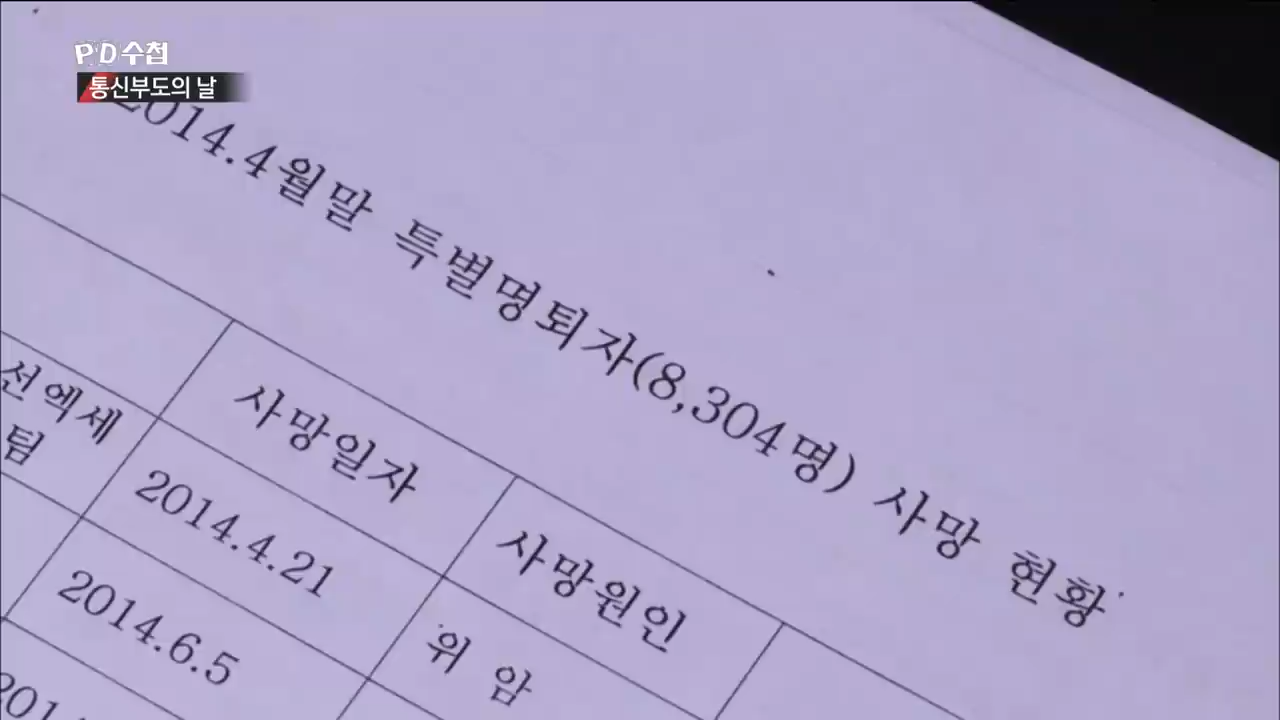 PD수첩
통신부도의 날
2014.4월말 특별명퇴자(8,304명) 사망 현황
사망일자
사망원인
선엑세
팀
2014.4.21
위 암
2014.6.5
201